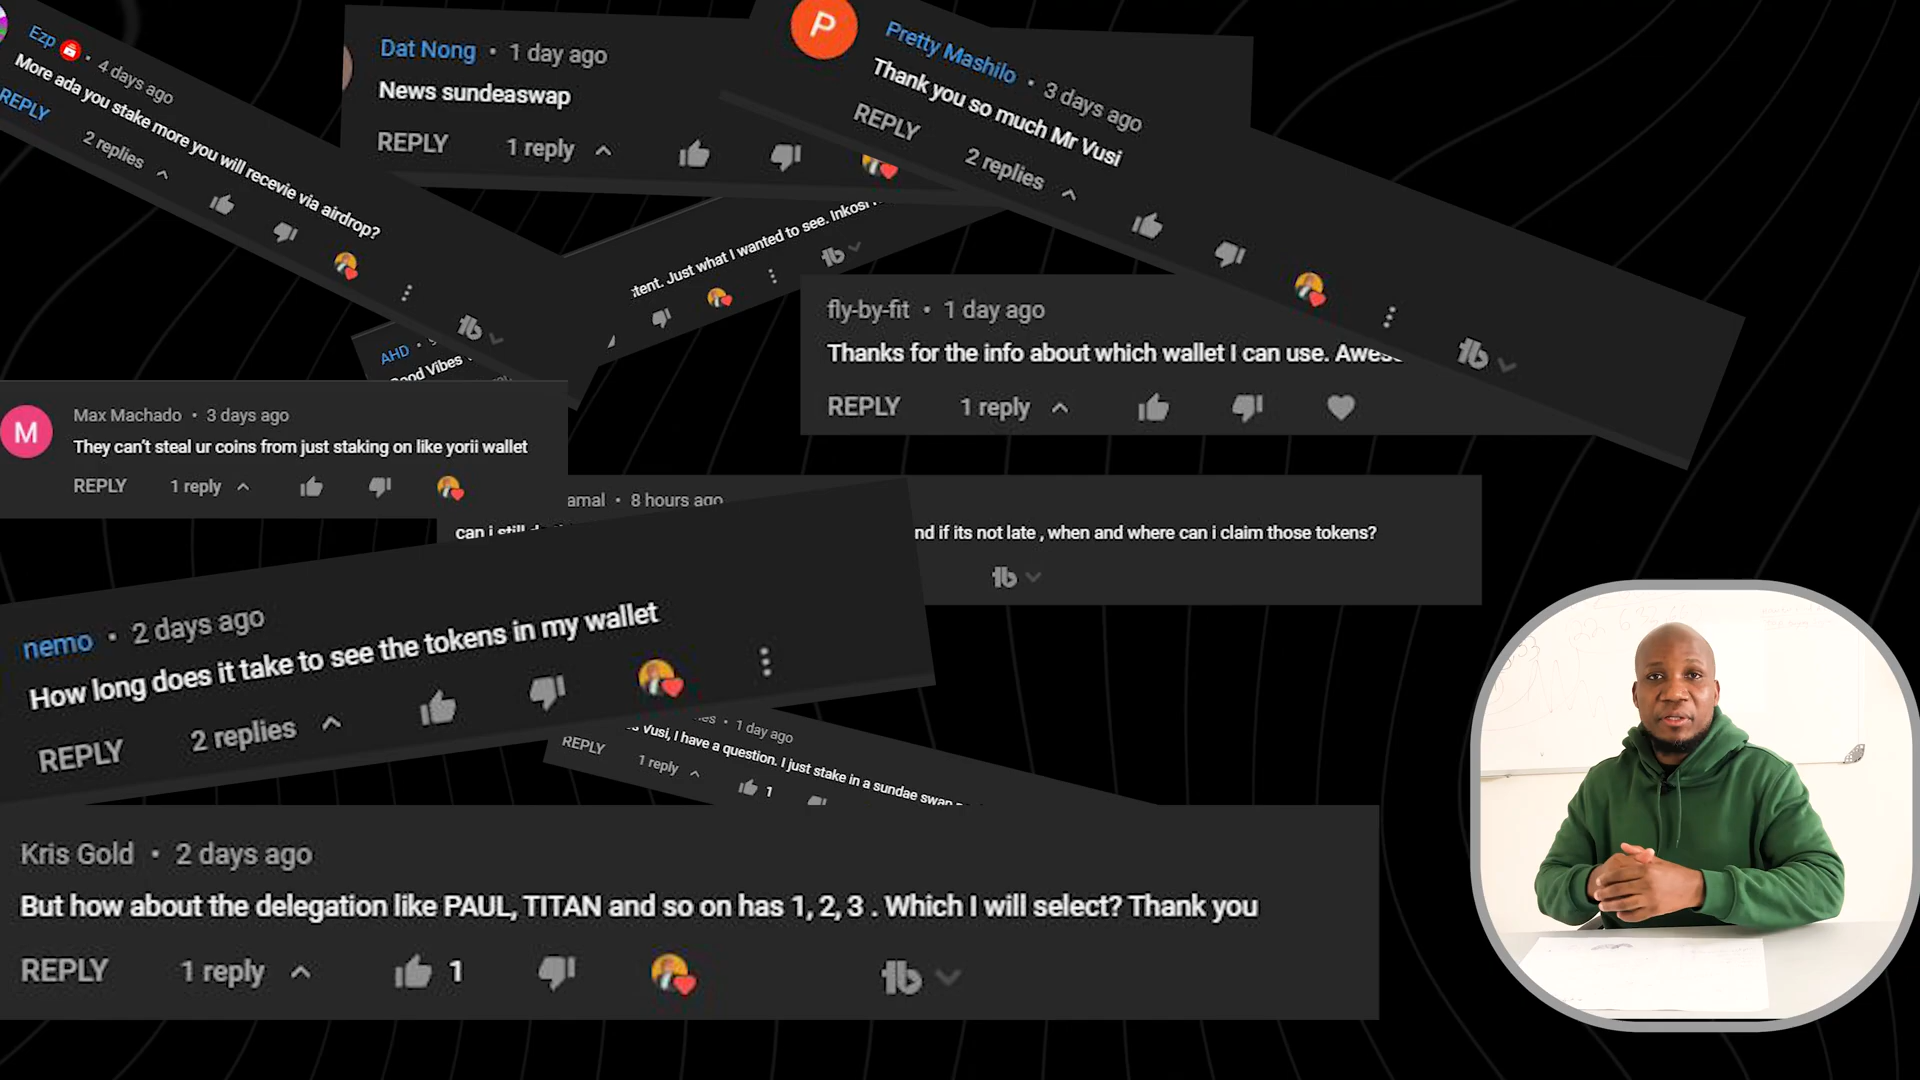 Ezp • 4 days ago
More ada you stake more you will recevie via airdrop?
REPLY
2 replies
Dat Nong • 1 day ago
News sundeaswap
REPLY 1 reply
P
Pretty Mashilo • 3 days ago
Thank you so much Mr Vusi
REPLY
2 replies
Just what I wanted to see. Inkosi
AHD •
Vibes
fly-by-fit • 1 day ago
Thanks for the info about which wallet I can use.
REPLY 1 reply
M
Max Machado • 3 days ago
They can't steal ur coins from just staking on like yorii wallet
REPLY 1 reply
amal • 8 hours ago
can i still
nd if its not late , when and where can i claim those tokens?
nemo • 2 days ago
How long does it take to see the tokens in my wallet
REPLY 2 replies
• 1 day ago
Vusi, I have a question. I just stake in a sundae swap
REPLY 1 reply 1
Kris Gold • 2 days ago
But how about the delegation like PAUL, TITAN and so on has 1, 2, 3 . Which I will select? Thank you
REPLY 1 reply 1